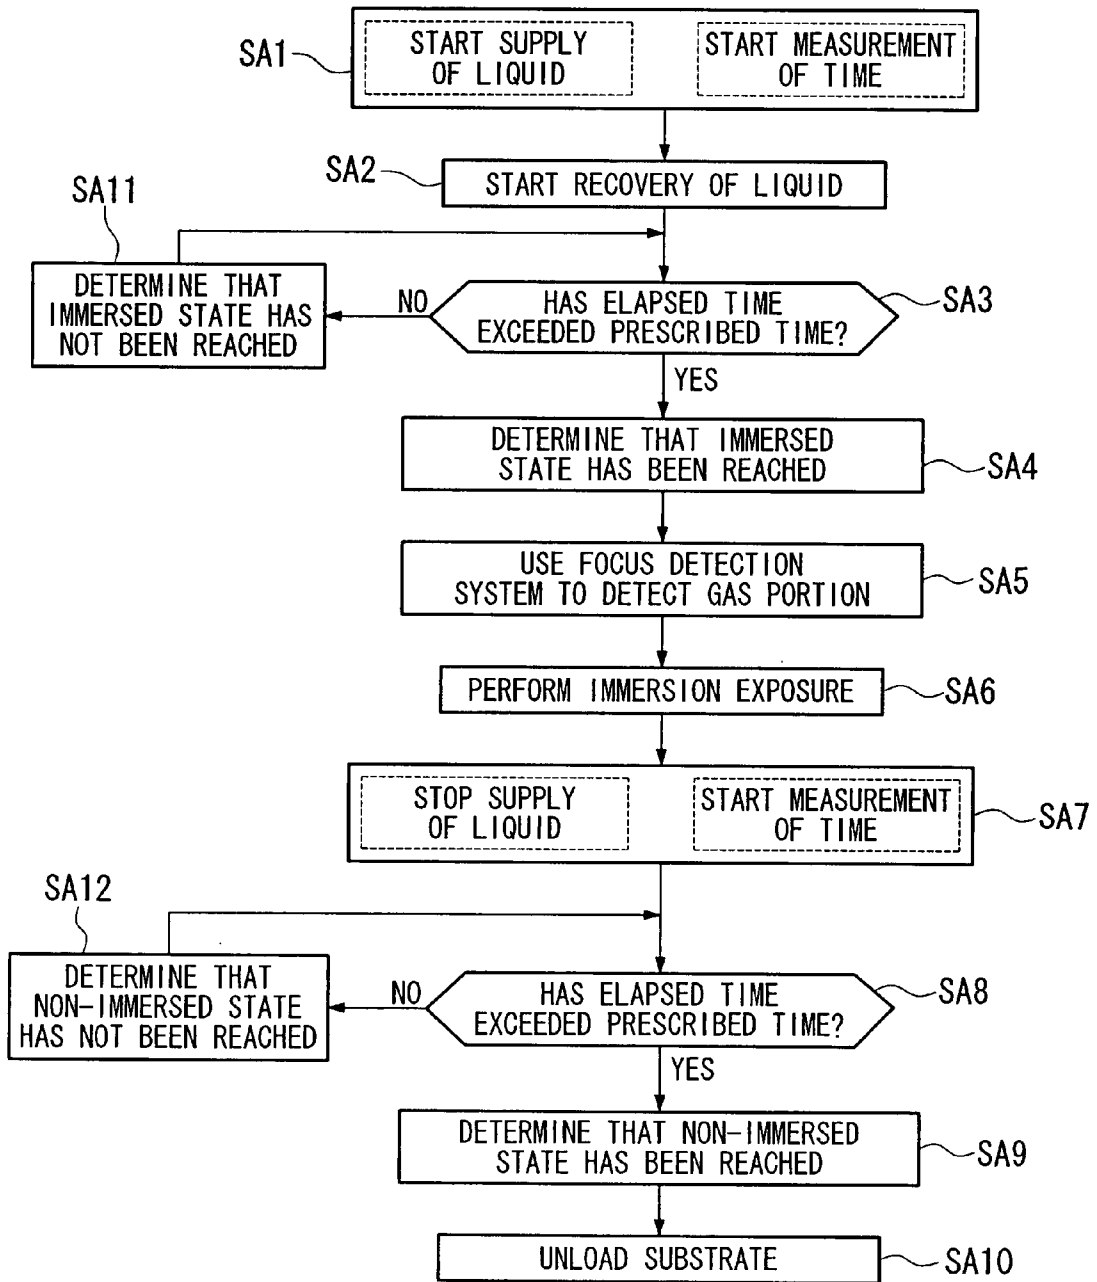 SA1
START SUPPLY
OF LIQUID
START MEASUREMENT
OF TIME
SA2
START RECOVERY OF LIQUID
SA11
DETERMINE THAT
IMMERSED STATE HAS
NOT BEEN REACHED
NO
HAS ELAPSED TIME
EXCEEDED PRESCRIBED TIME?
SA3
YES
DETERMINE THAT IMMERSED
STATE HAS BEEN REACHED
SA4
USE FOCUS DETECTION
SYSTEM TO DETECT GAS PORTION
SA5
PERFORM IMMERSION EXPOSURE
SA6
STOP SUPPLY
OF LIQUID
START MEASUREMENT
OF TIME
SA7
SA12
DETERMINE THAT
NON-IMMERSED STATE
HAS NOT BEEN REACHED
NO
HAS ELAPSED TIME
EXCEEDED PRESCRIBED TIME?
SA8
YES
DETERMINE THAT NON-IMMERSED
STATE HAS BEEN REACHED
SA9
UNLOAD SUBSTRATE
SA10